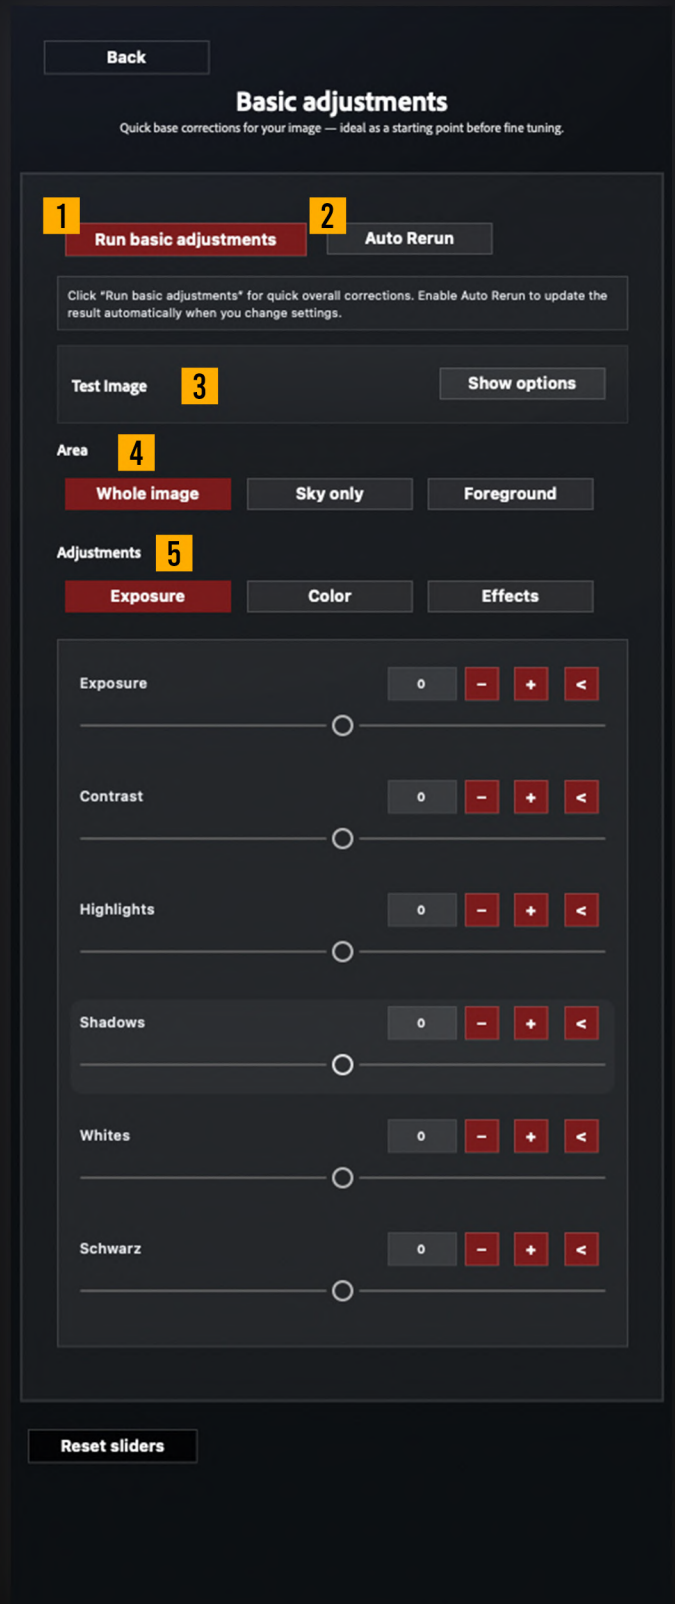 Back
Basic adjustments
Quick base corrections for your image — ideal as a starting point before fine tuning.
1 2
Run basic adjustments Auto Rerun
Click "Run basic adjustments" for quick overall corrections. Enable Auto Rerun to update the
result automatically when you change settings.
Test Image 3 Show options
Area 4
Whole image Sky only Foreground
Adjustments 5
Exposure Color Effects
Exposure 0 − + <
Contrast 0 − + <
Highlights 0 − + <
Shadows 0 − + <
Whites 0 − + <
Schwarz 0 − + <
Reset sliders